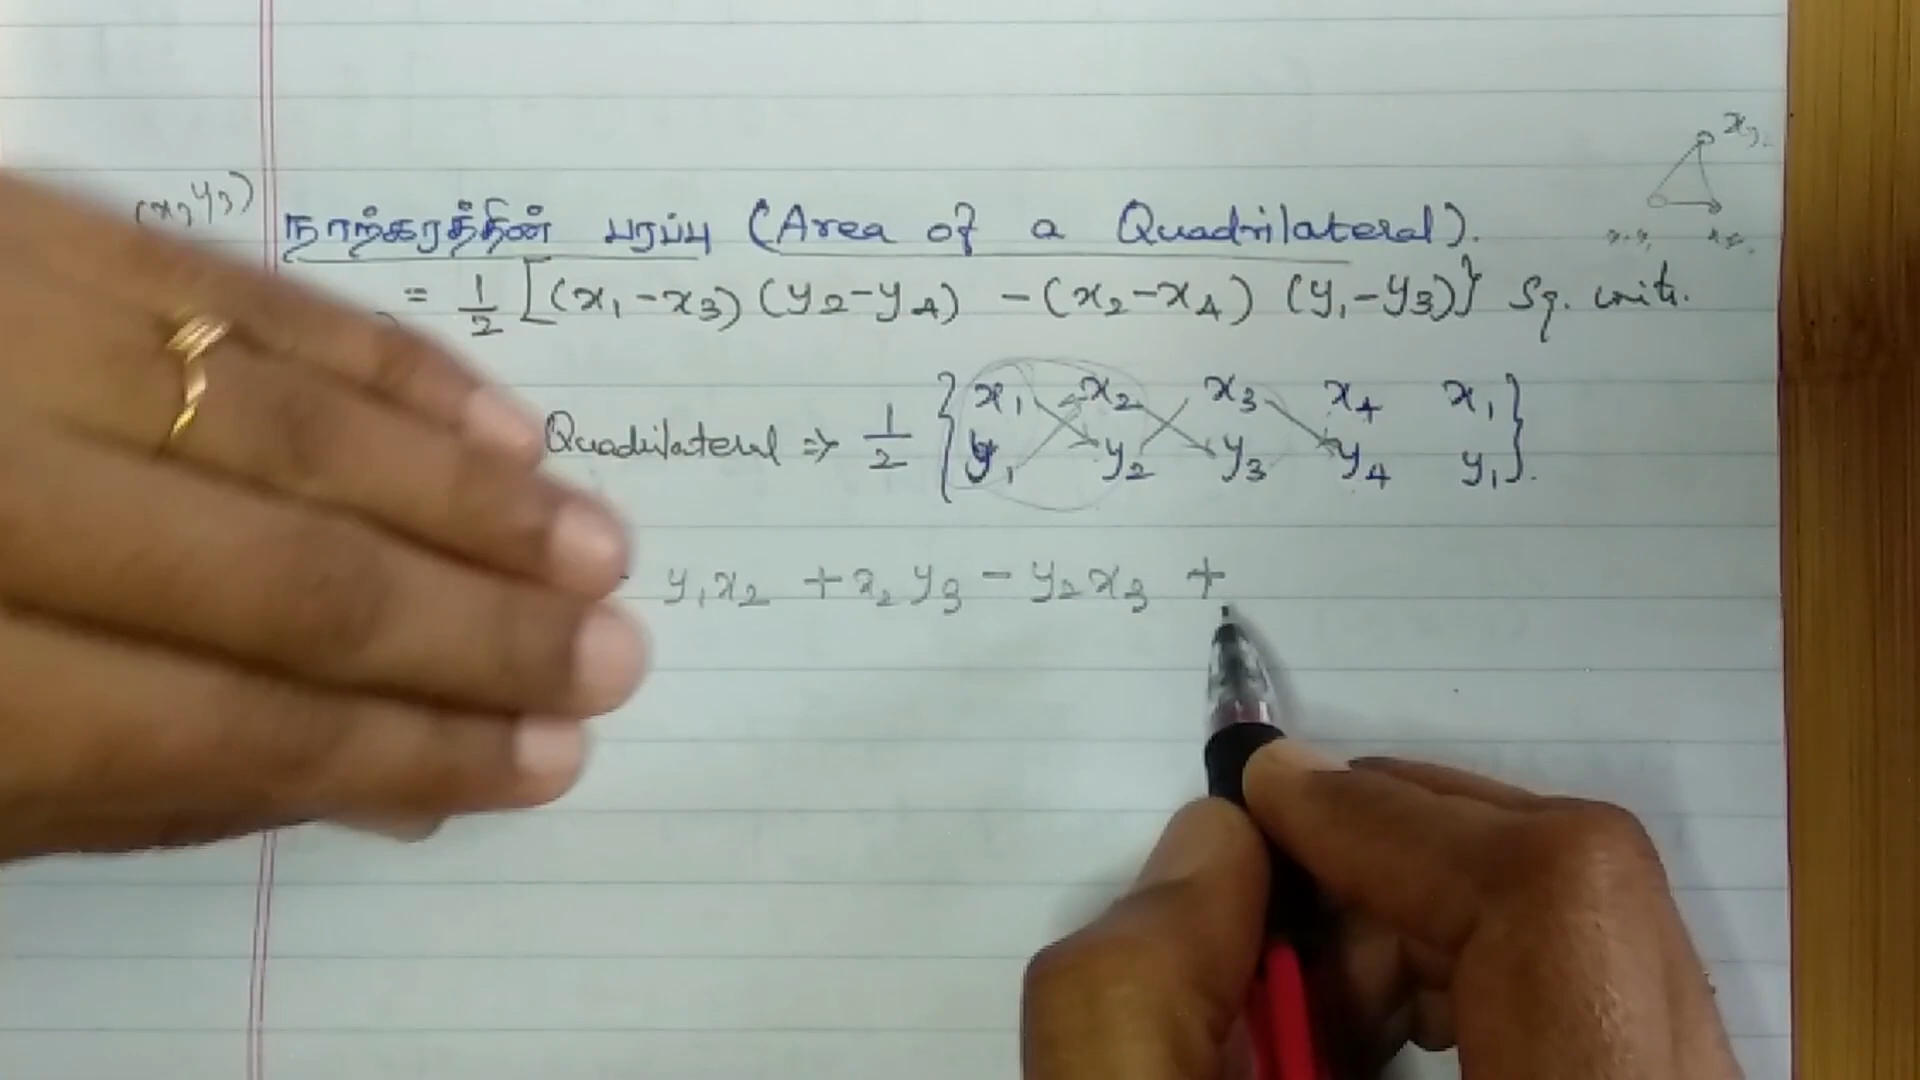 (x₃y₃)
நாற்கரத்தின் பரப்பு (Area of a Quadrilateral).
= 1/2 [(x₁-x₃) (y₂-y₄) - (x₂-x₄) (y₁-y₃)} Sq. units.
Quadrilateral ⇒ 1/2 { x₁ x₂ x₃ x₄ x₁
y₁ y₂ y₃ y₄ y₁ }.
- y₁x₂ + x₂y₃ - y₂x₃ +